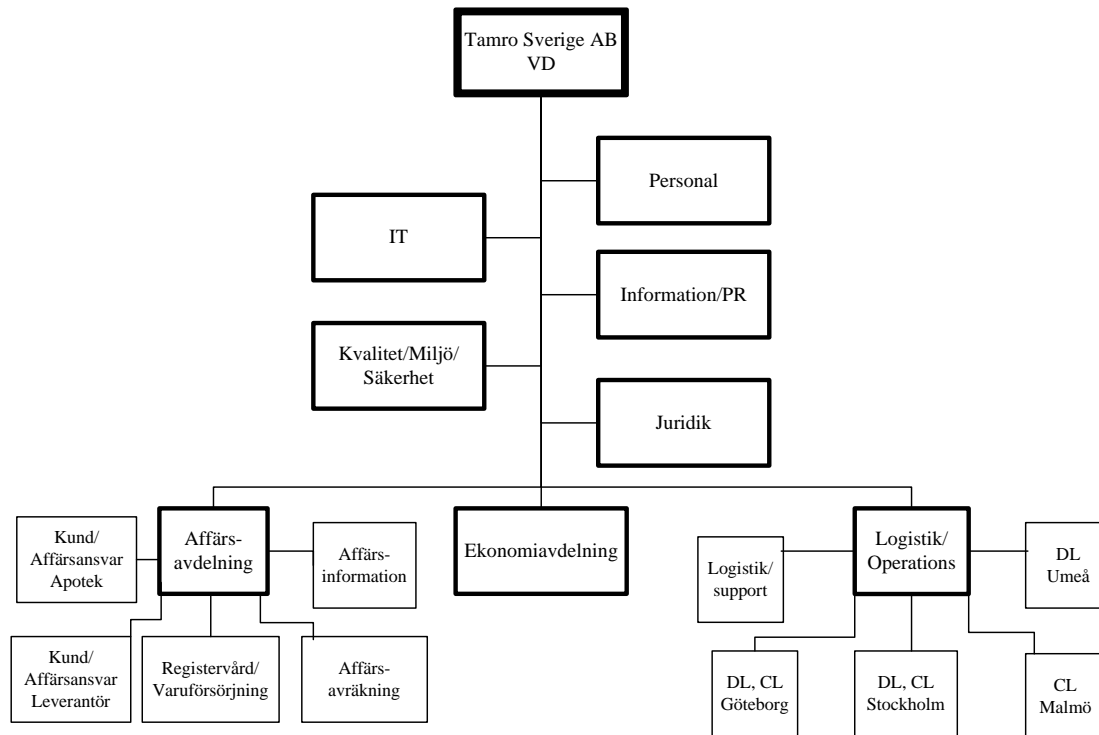 Tamro Sverige AB
VD
Personal
IT
Information/PR
Kvalitet/Miljö/
Säkerhet
Juridik
Kund/
Affärsansvar
Apotek
Affärs-
avdelning
Affärs-
information
Ekonomiavdelning
Logistik/
support
Logistik/
Operations
DL
Umeå
Kund/
Affärsansvar
Leverantör
Registervård/
Varuförsörjning
Affärs-
avräkning
DL, CL
Göteborg
DL, CL
Stockholm
CL
Malmö